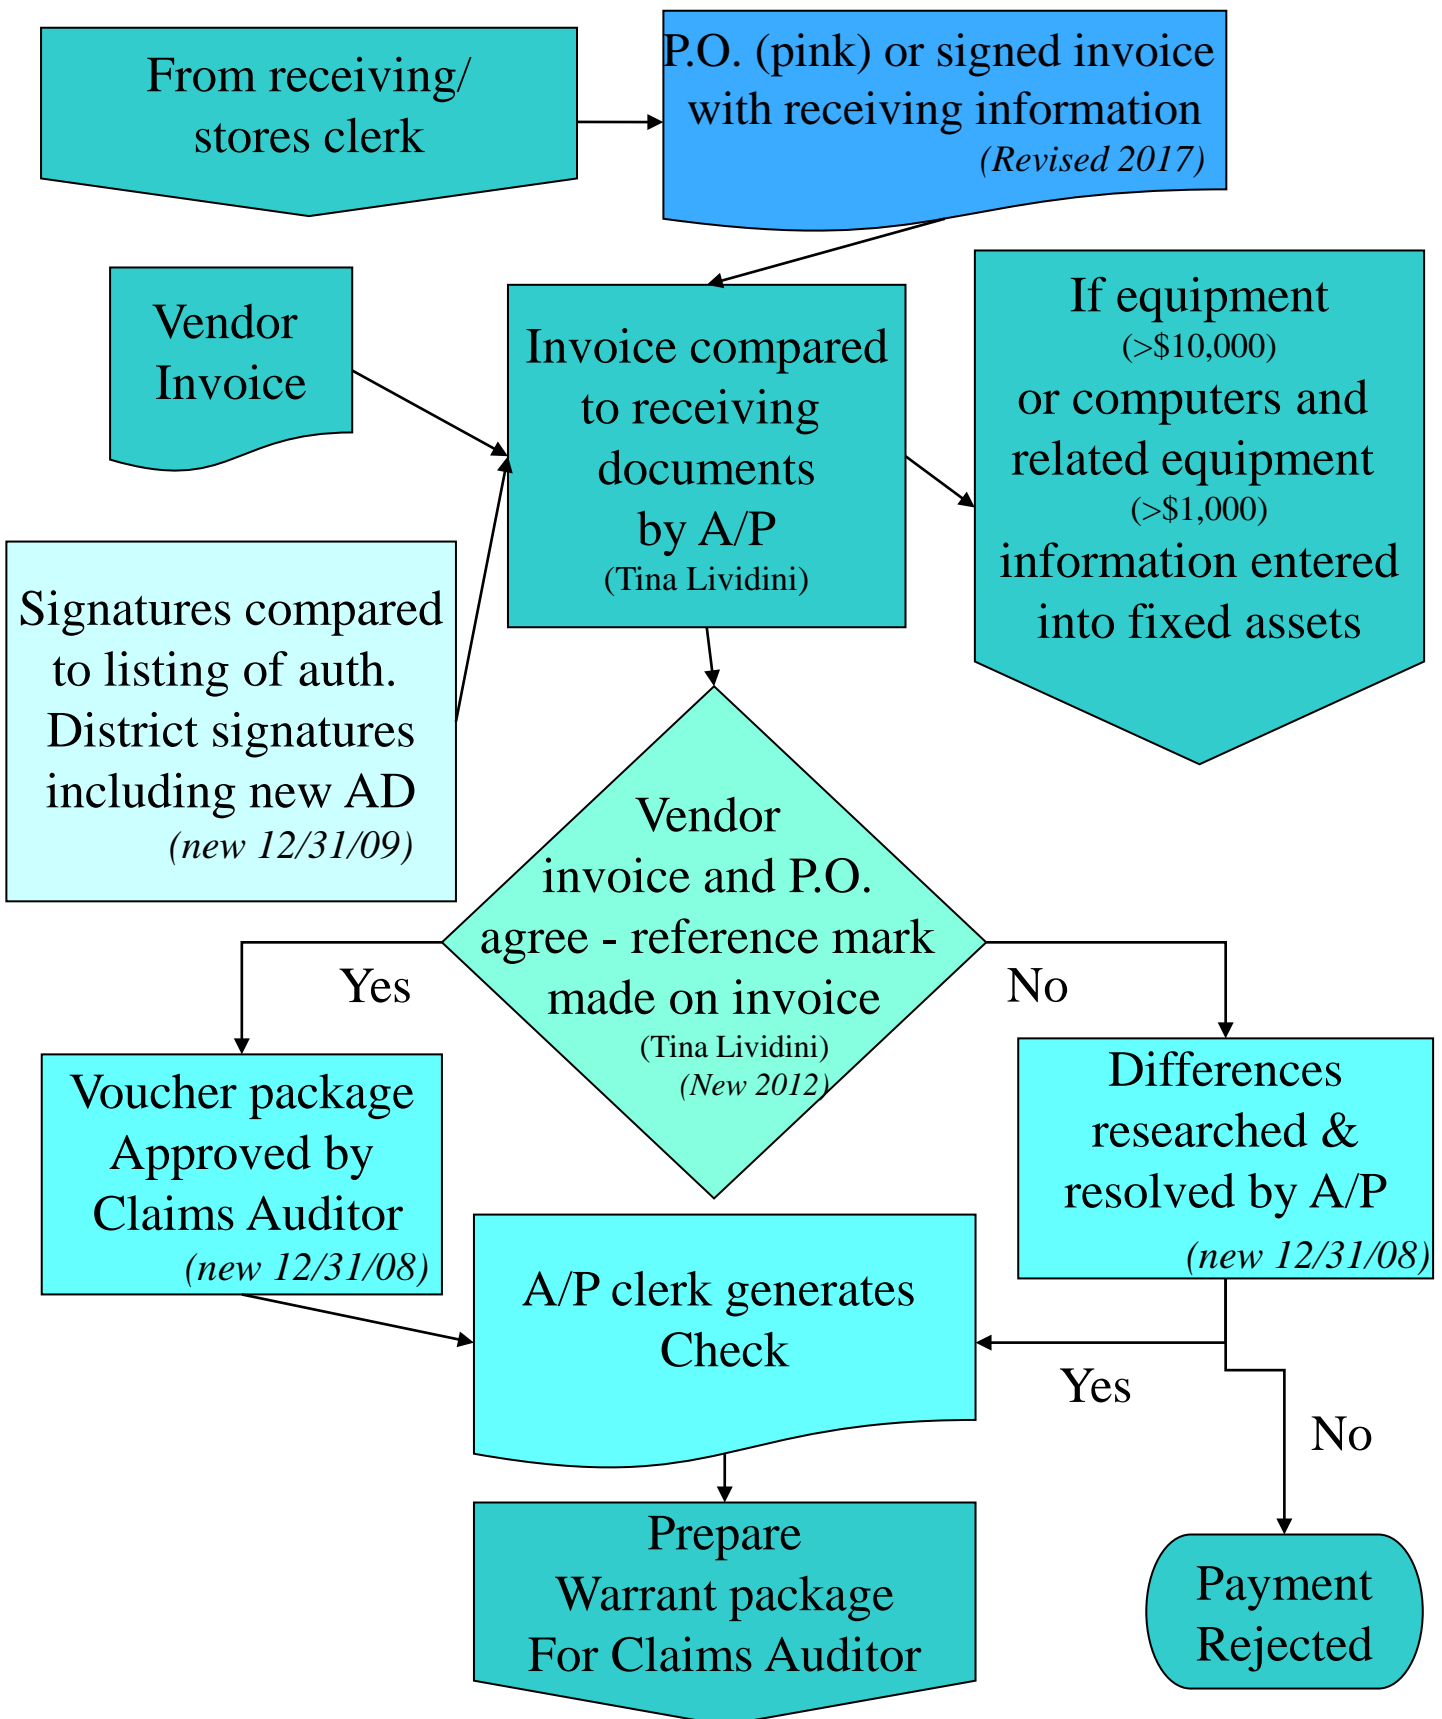 From receiving/
stores clerk
P.O. (pink) or signed invoice
with receiving information
(Revised 2017)
Vendor
Invoice
Invoice compared
to receiving
documents
by A/P
(Tina Lividini)
If equipment
(>$10,000)
or computers and
related equipment
(>$1,000)
information entered
into fixed assets
Signatures compared
to listing of auth.
District signatures
including new AD
(new 12/31/09)
Vendor
invoice and P.O.
agree - reference mark
made on invoice
(Tina Lividini)
(New 2012)
Yes
No
Voucher package
Approved by
Claims Auditor
(new 12/31/08)
Differences
researched &
resolved by A/P
(new 12/31/08)
A/P clerk generates
Check
Yes
No
Prepare
Warrant package
For Claims Auditor
Payment
Rejected